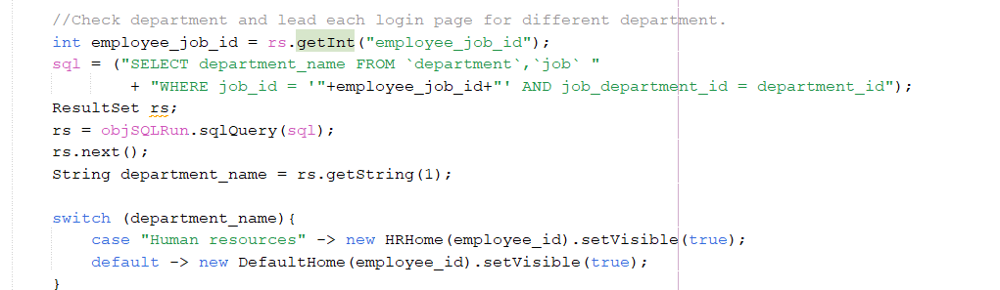 //Check department and lead each login page for different department.
int employee_job_id = rs.getInt("employee_job_id");
sql = ("SELECT department_name FROM `department`,`job` "
+ "WHERE job_id = '"+employee_job_id+"' AND job_department_id = department_id");
ResultSet rs;
rs = objSQLRun.sqlQuery(sql);
rs.next();
String department_name = rs.getString(1);
switch (department_name){
case "Human resources" -> new HRHome(employee_id).setVisible(true);
default -> new DefaultHome(employee_id).setVisible(true);
}